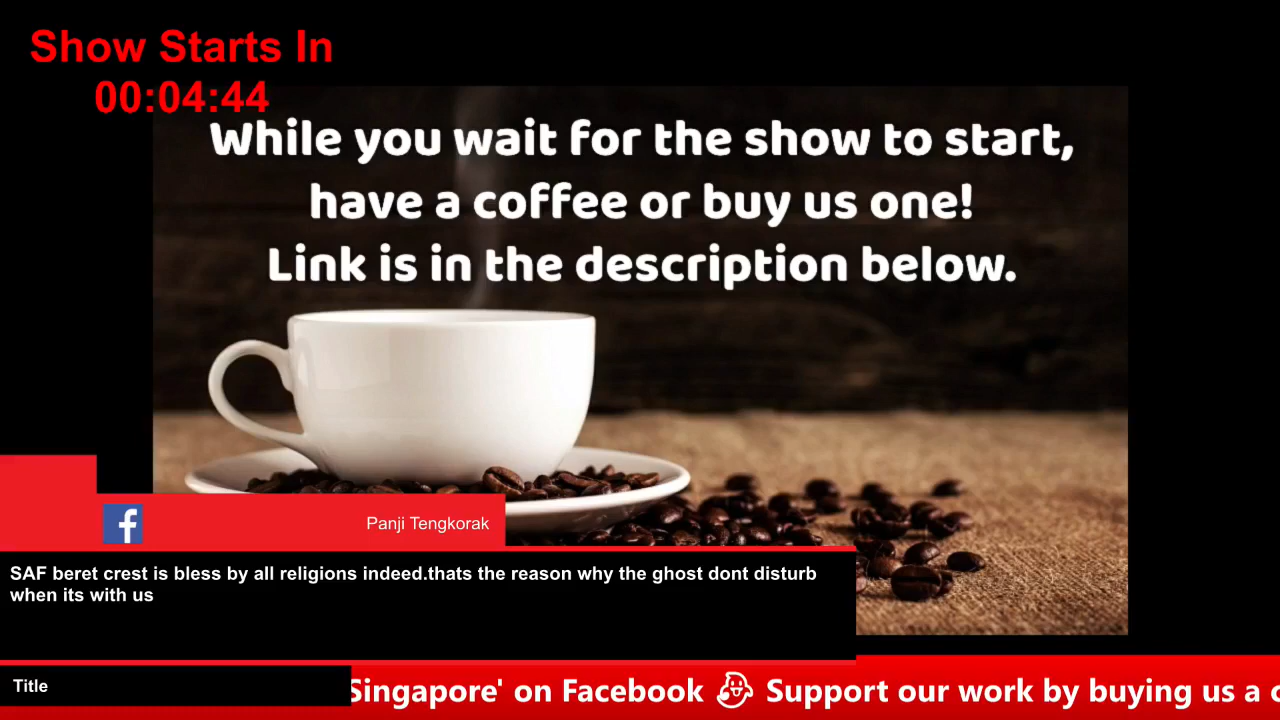 Show Starts In
00:04:44
While you wait for the show to start,
have a coffee or buy us one!
Link is in the description below.
Panji Tengkorak
SAF beret crest is bless by all religions indeed.thats the reason why the ghost dont disturb
when its with us
Title
Singapore' on Facebook Support our work by buying us a c